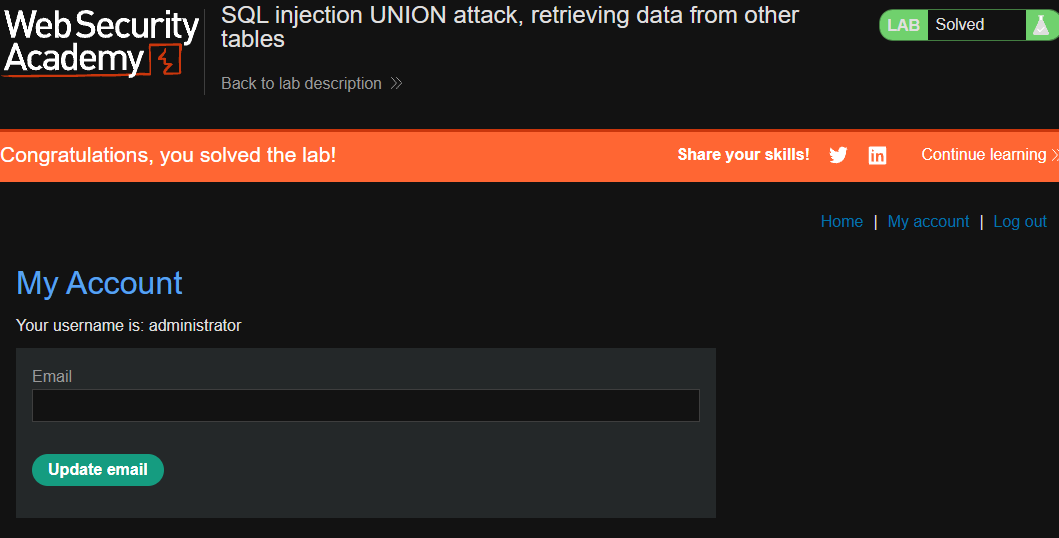 Web Security
Academy
SQL injection UNION attack, retrieving data from other
tables
Back to lab description
LAB Solved
Congratulations, you solved the lab!
Share your skills!
Continue learning
Home | My account | Log out
My Account
Your username is: administrator
Email
Update email